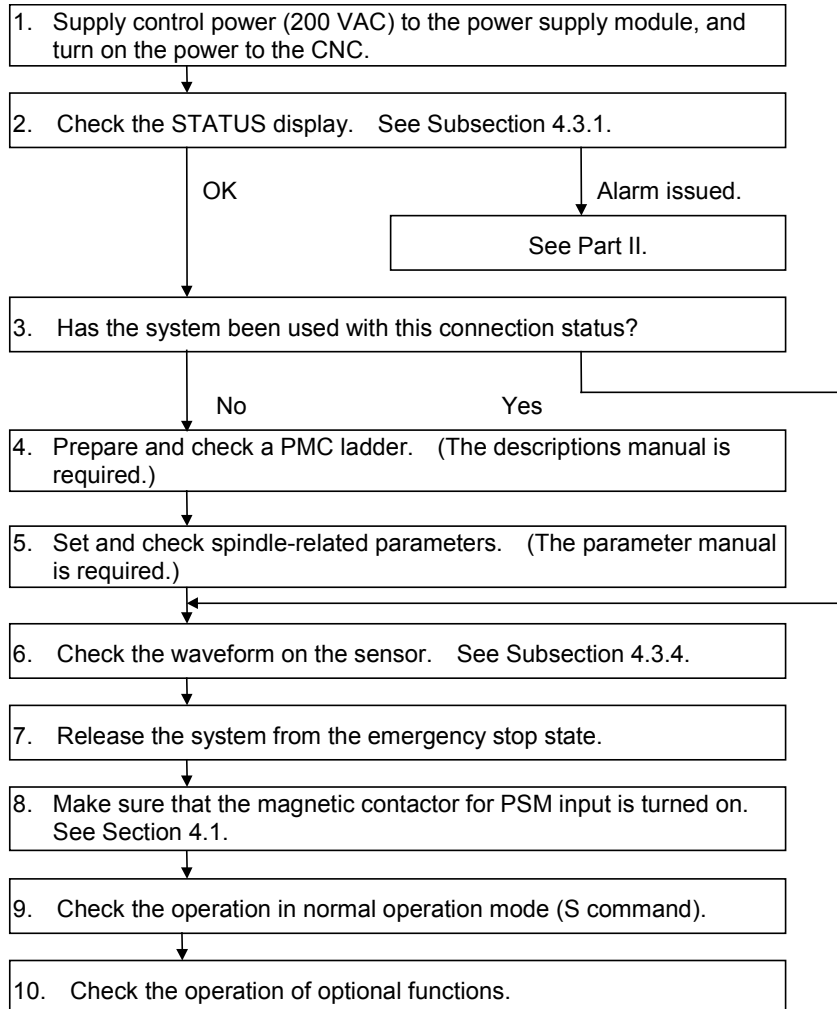 1. Supply control power (200 VAC) to the power supply module, and
turn on the power to the CNC.
2. Check the STATUS display. See Subsection 4.3.1.
OK
Alarm issued.
See Part II.
3. Has the system been used with this connection status?
No
Yes
4. Prepare and check a PMC ladder. (The descriptions manual is
required.)
5. Set and check spindle-related parameters. (The parameter manual
is required.)
6. Check the waveform on the sensor. See Subsection 4.3.4.
7. Release the system from the emergency stop state.
8. Make sure that the magnetic contactor for PSM input is turned on.
See Section 4.1.
9. Check the operation in normal operation mode (S command).
10. Check the operation of optional functions.